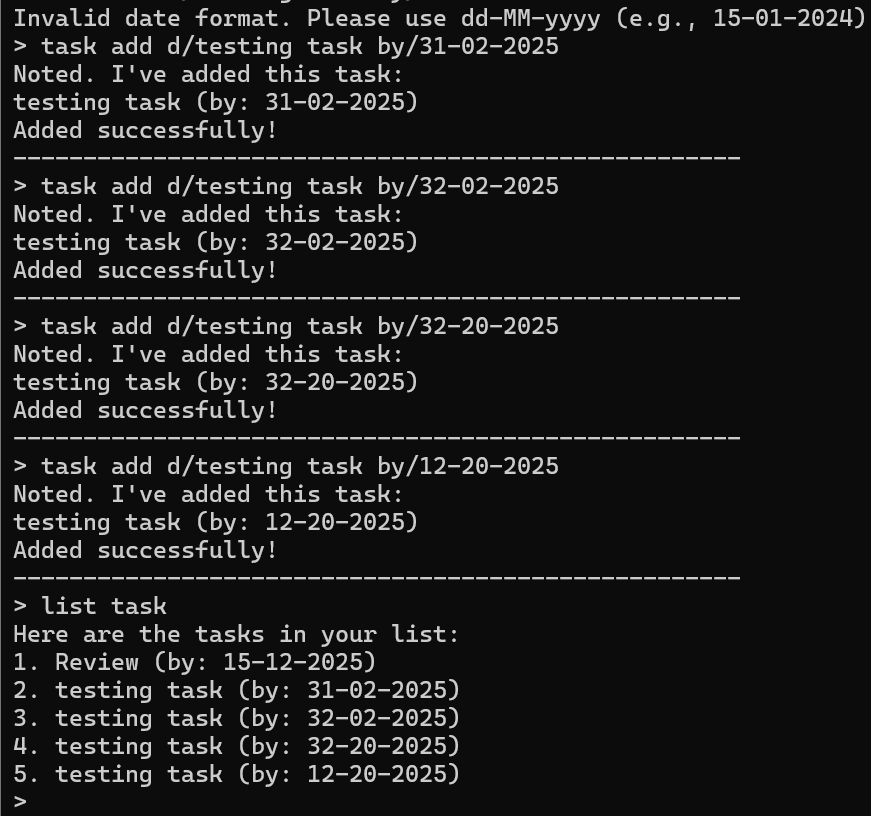 Invalid date format. Please use dd-MM-yyyy (e.g., 15-01-2024)
> task add d/testing task by/31-02-2025
Noted. I've added this task:
testing task (by: 31-02-2025)
Added successfully!
----------------------------------------------------
> task add d/testing task by/32-02-2025
Noted. I've added this task:
testing task (by: 32-02-2025)
Added successfully!
----------------------------------------------------
> task add d/testing task by/32-20-2025
Noted. I've added this task:
testing task (by: 32-20-2025)
Added successfully!
----------------------------------------------------
> task add d/testing task by/12-20-2025
Noted. I've added this task:
testing task (by: 12-20-2025)
Added successfully!
----------------------------------------------------
> list task
Here are the tasks in your list:
1. Review (by: 15-12-2025)
2. testing task (by: 31-02-2025)
3. testing task (by: 32-02-2025)
4. testing task (by: 32-20-2025)
5. testing task (by: 12-20-2025)
>